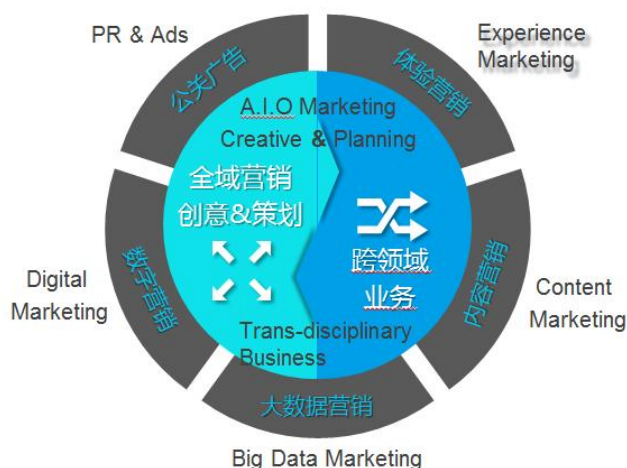 PR & Ads
Experience
Marketing
公关广告
体验营销
A.I.O Marketing
Creative & Planning
全域营销
创意&策划
跨领域
业务
数字营销
内容营销
Digital
Marketing
Content
Marketing
Trans-disciplinary
Business
大数据营销
Big Data Marketing